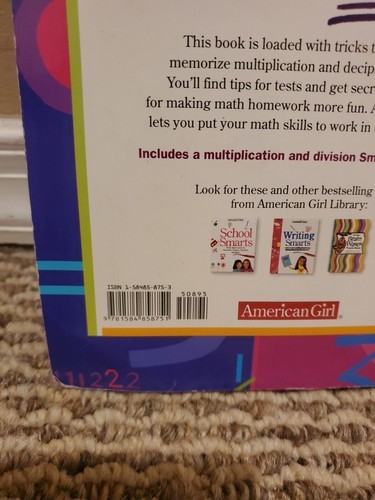 This book is loaded with tricks t
memorize multiplication and decip
You'll find tips for tests and get secr
for making math homework more fun. A
lets you put your math skills to work in
Includes a multiplication and division Sm
Look for these and other bestselling
from American Girl Library:
School
Smarts
Writing
Smarts
ISBN 1-58485-875-3
50895
9 781584 858751
American Girl®
11222